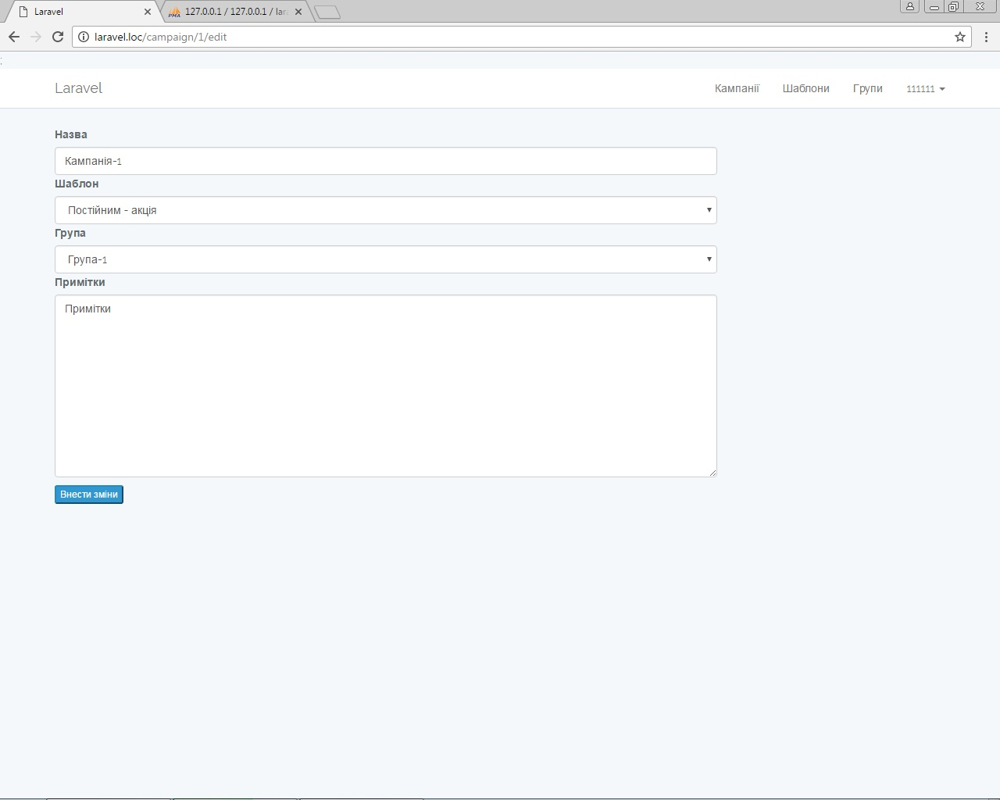 Laravel
127.0.0.1 / 127.0.0.1 / lar
laravel.loc/campaign/1/edit
;
Laravel
Кампанії
Шаблони
Групи
111111
Назва
Кампанія-1
Шаблон
Постійним - акція
Група
Група-1
Примітки
Примітки
Внести зміни